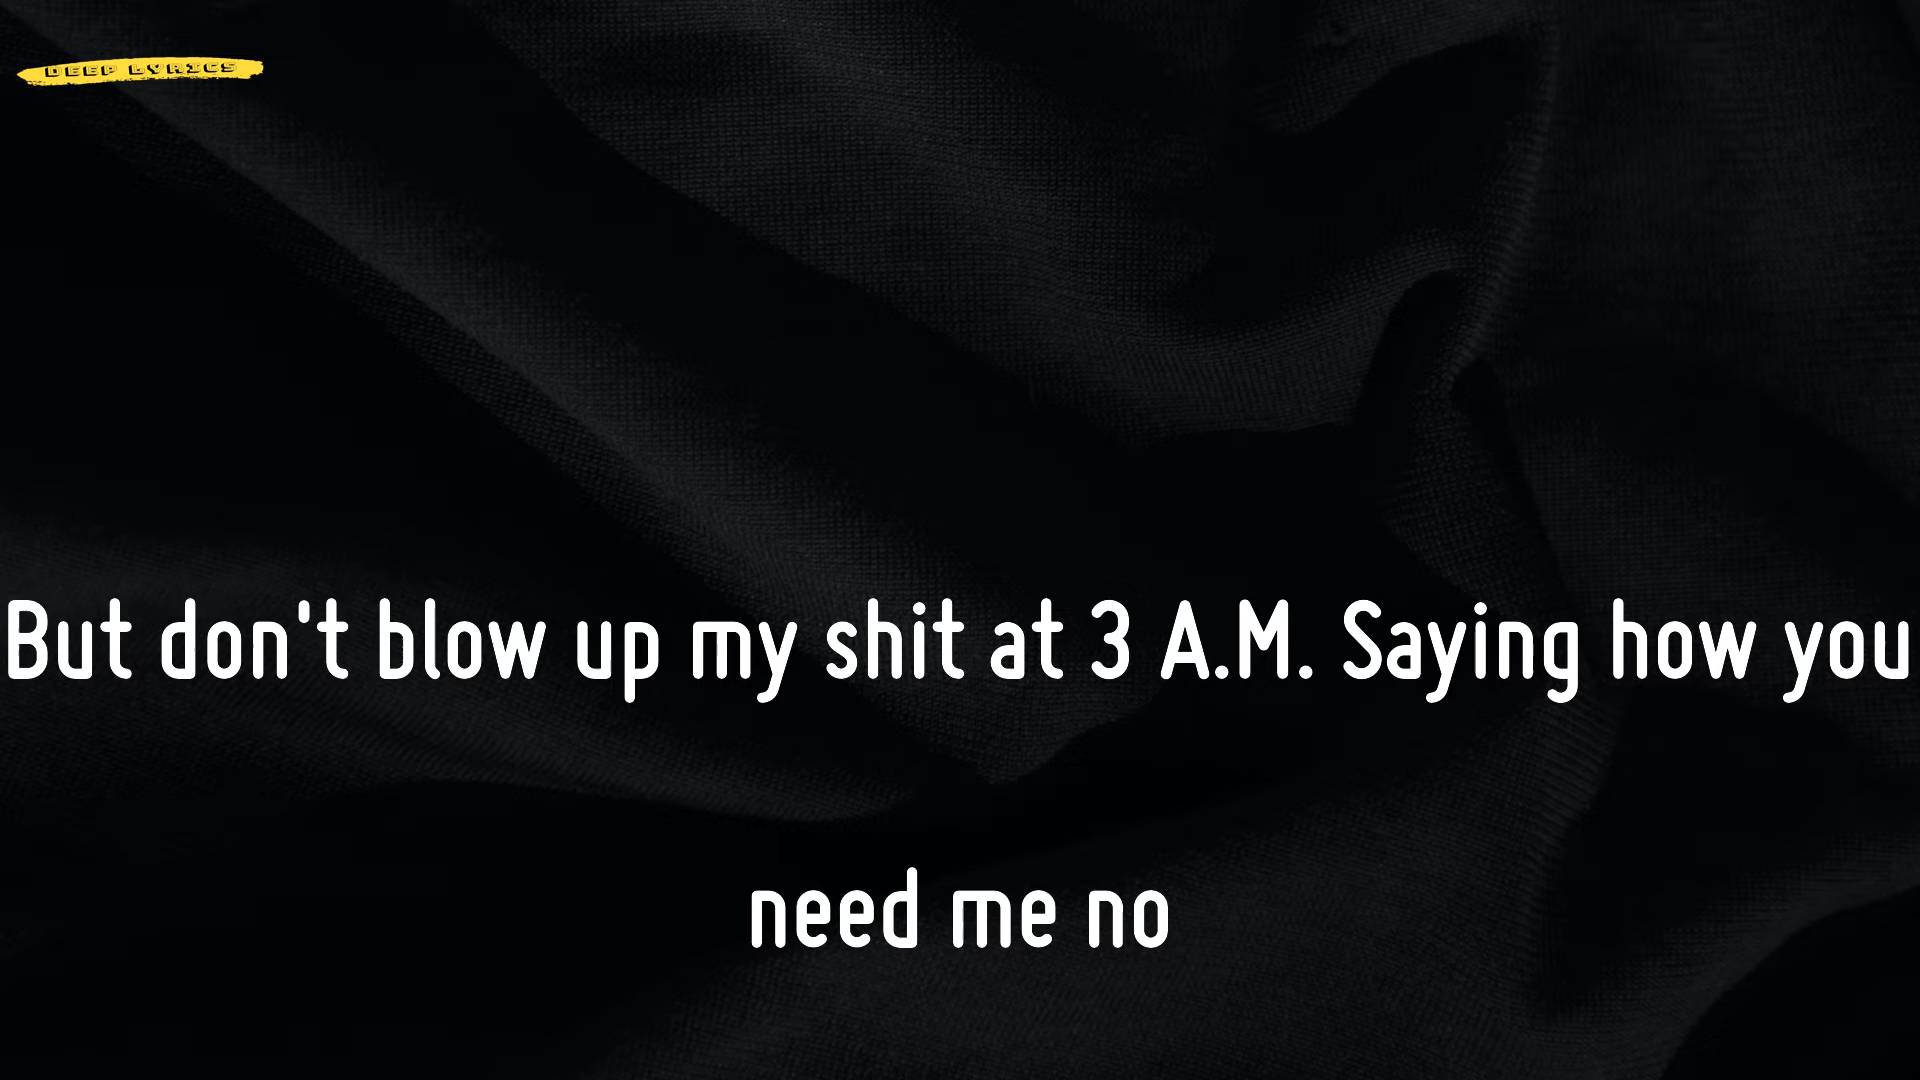 DEEP LYRICS
But don't blow up my shit at 3 A.M. Saying how you
need me no